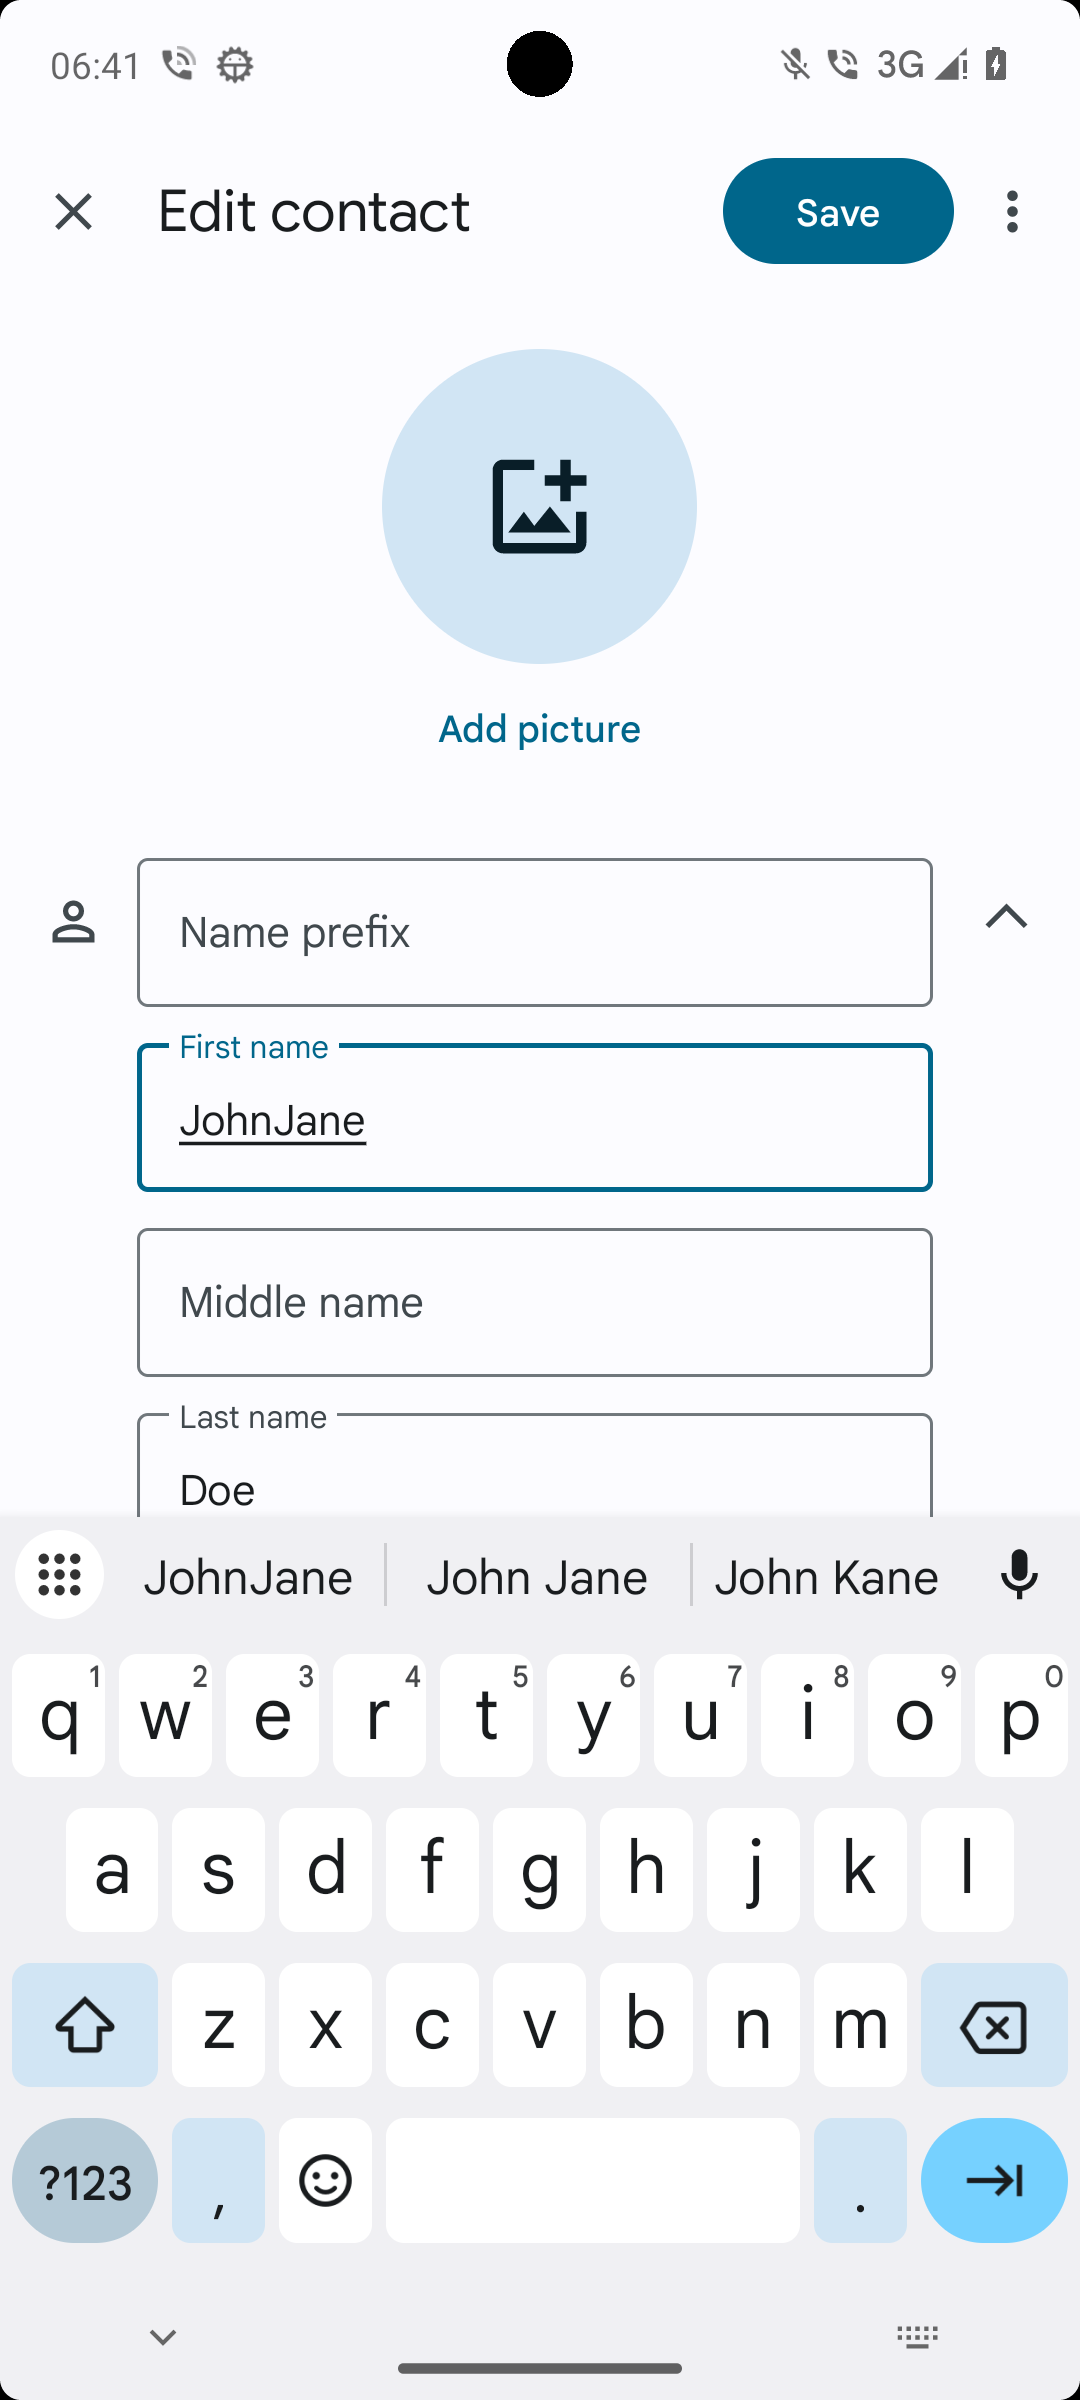 06:41
3G
Edit contact
Save
Add picture
Name prefix
First name
JohnJane
Middle name
Last name
Doe
JohnJane John Jane John Kane
q1 w2 e3 r4 t5 y6 u7 i8 o9 p0
a s d f g h j k l
z x c v b n m
?123 , .